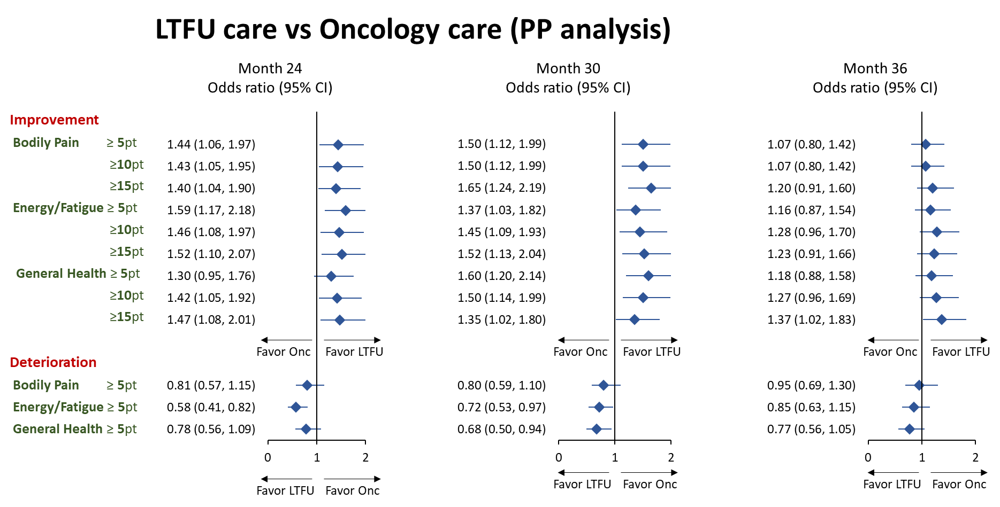 LTFU care vs Oncology care (PP analysis)
Month 24 Month 30 Month 36
Odds ratio (95% CI) Odds ratio (95% CI) Odds ratio (95% CI)
Improvement
Bodily Pain ≥ 5pt 1.44 (1.06, 1.97) 1.50 (1.12, 1.99) 1.07 (0.80, 1.42)
≥10pt 1.43 (1.05, 1.95) 1.50 (1.12, 1.99) 1.07 (0.80, 1.42)
≥15pt 1.40 (1.04, 1.90) 1.65 (1.24, 2.19) 1.20 (0.91, 1.60)
Energy/Fatigue ≥ 5pt 1.59 (1.17, 2.18) 1.37 (1.03, 1.82) 1.16 (0.87, 1.54)
≥10pt 1.46 (1.08, 1.97) 1.45 (1.09, 1.93) 1.28 (0.96, 1.70)
≥15pt 1.52 (1.10, 2.07) 1.52 (1.13, 2.04) 1.23 (0.91, 1.66)
General Health ≥ 5pt 1.30 (0.95, 1.76) 1.60 (1.20, 2.14) 1.18 (0.88, 1.58)
≥10pt 1.42 (1.05, 1.92) 1.50 (1.14, 1.99) 1.27 (0.96, 1.69)
≥15pt 1.47 (1.08, 2.01) 1.35 (1.02, 1.80) 1.37 (1.02, 1.83)
Favor Onc Favor LTFU Favor Onc Favor LTFU Favor Onc Favor LTFU
Deterioration
Bodily Pain ≥ 5pt 0.81 (0.57, 1.15) 0.80 (0.59, 1.10) 0.95 (0.69, 1.30)
Energy/Fatigue ≥ 5pt 0.58 (0.41, 0.82) 0.72 (0.53, 0.97) 0.85 (0.63, 1.15)
General Health ≥ 5pt 0.78 (0.56, 1.09) 0.68 (0.50, 0.94) 0.77 (0.56, 1.05)
0 1 2 0 1 2 0 1 2
Favor LTFU Favor Onc Favor LTFU Favor Onc Favor LTFU Favor Onc